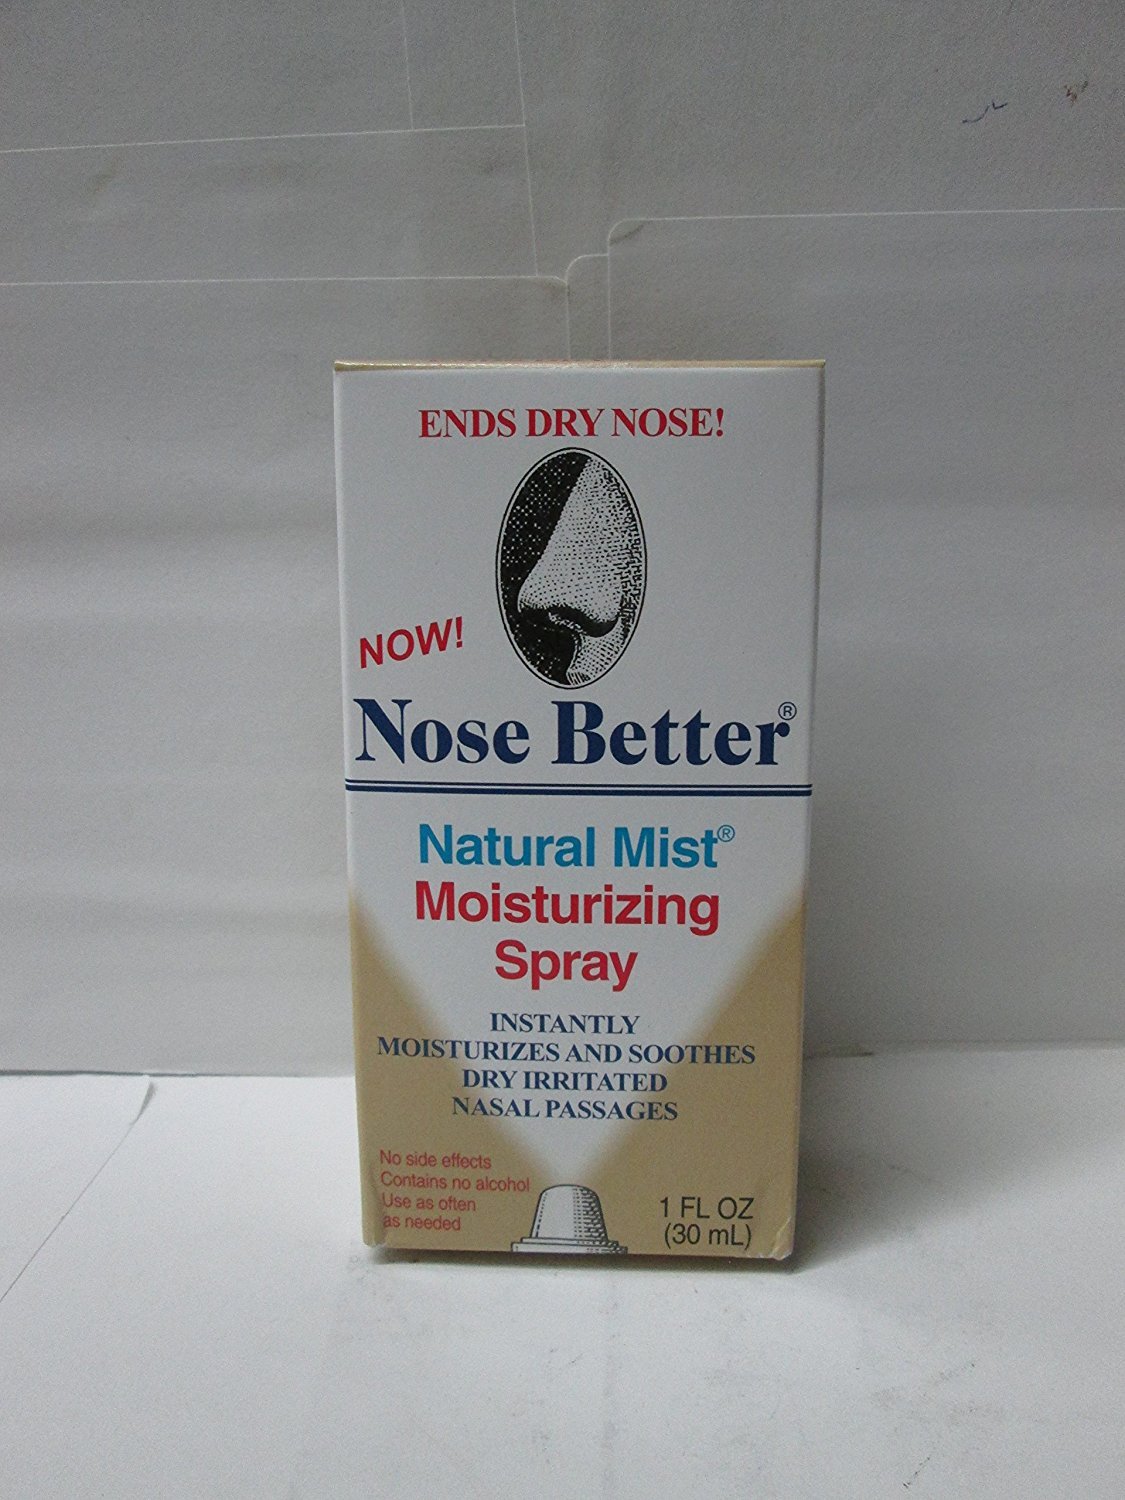 ENDS DRY NOSE!
NOW!
Nose Better®
Natural Mist®
Moisturizing
Spray
INSTANTLY
MOISTURIZES AND SOOTHES
DRY IRRITATED
NASAL PASSAGES
No side effects
Contains no alcohol
Use as often
as needed
1 FL OZ
(30 mL)